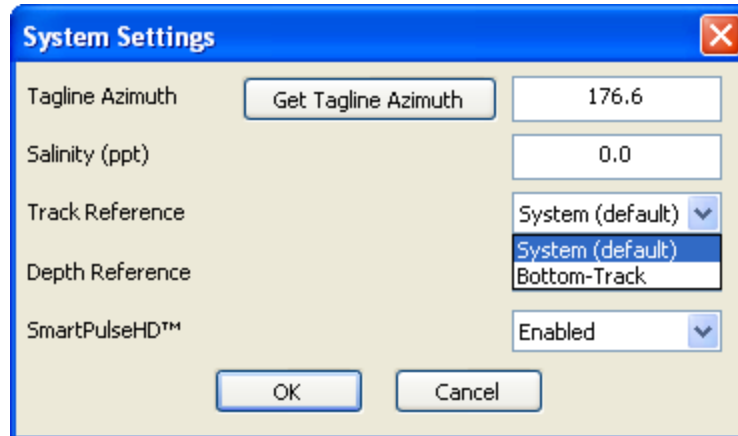 System Settings
Tagline Azimuth Get Tagline Azimuth 176.6
Salinity (ppt) 0.0
Track Reference System (default)
System (default)
Depth Reference Bottom-Track
SmartPulseHD™ Enabled
OK Cancel